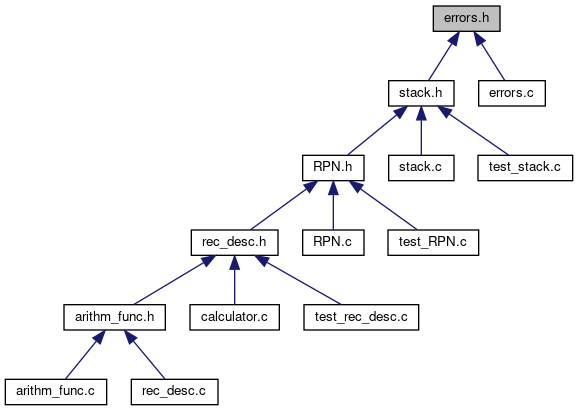 errors.h
stack.h
errors.c
RPN.h
stack.c
test_stack.c
rec_desc.h
RPN.c
test_RPN.c
arithm_func.h
calculator.c
test_rec_desc.c
arithm_func.c
rec_desc.c